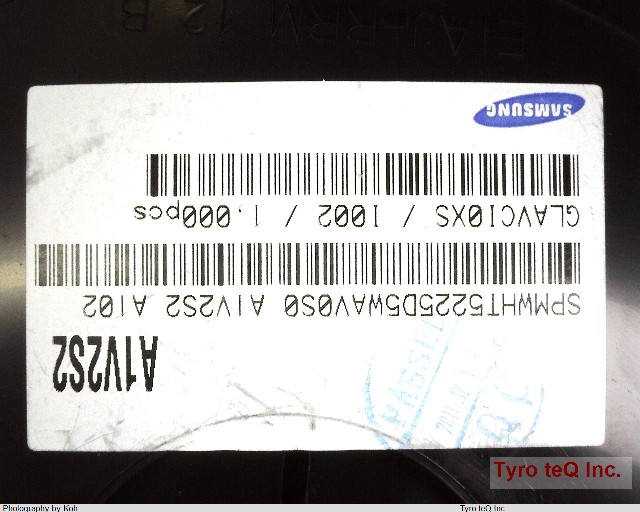 A1V2S2
SPMWHT5225D5WAV0S0 A1V2S2 A102
GLAVCI0XS / I002 / 1.000pcs
SAMSUNG
Tyro teQ Inc.
Photography by Koh
Tyro teQ Inc